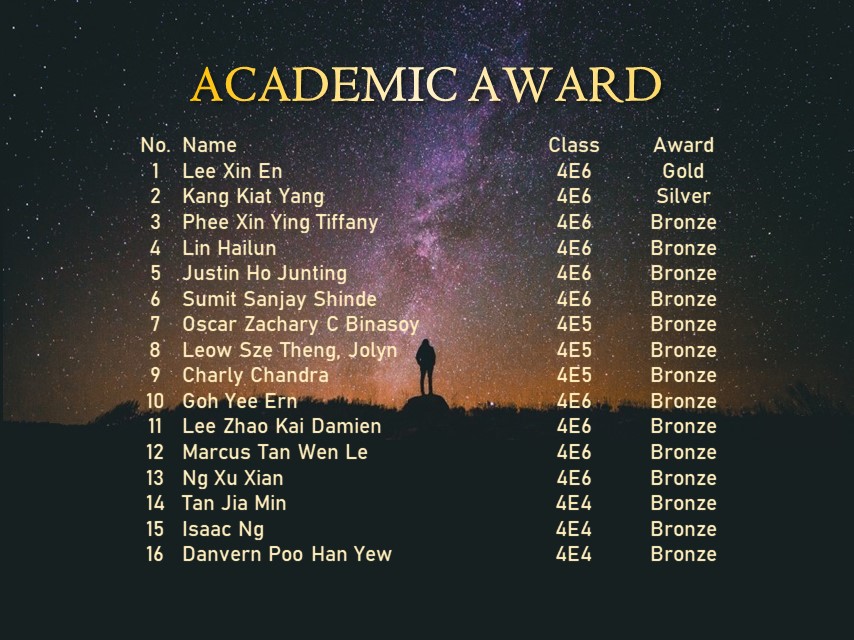 ACADEMIC AWARD
No. Name Class Award
1 Lee Xin En 4E6 Gold
2 Kang Kiat Yang 4E6 Silver
3 Phee Xin Ying Tiffany 4E6 Bronze
4 Lin Hailun 4E6 Bronze
5 Justin Ho Junting 4E6 Bronze
6 Sumit Sanjay Shinde 4E6 Bronze
7 Oscar Zachary C Binasoy 4E5 Bronze
8 Leow Sze Theng, Jolyn 4E5 Bronze
9 Charly Chandra 4E5 Bronze
10 Goh Yee Ern 4E6 Bronze
11 Lee Zhao Kai Damien 4E6 Bronze
12 Marcus Tan Wen Le 4E6 Bronze
13 Ng Xu Xian 4E6 Bronze
14 Tan Jia Min 4E4 Bronze
15 Isaac Ng 4E4 Bronze
16 Danvern Poo Han Yew 4E4 Bronze